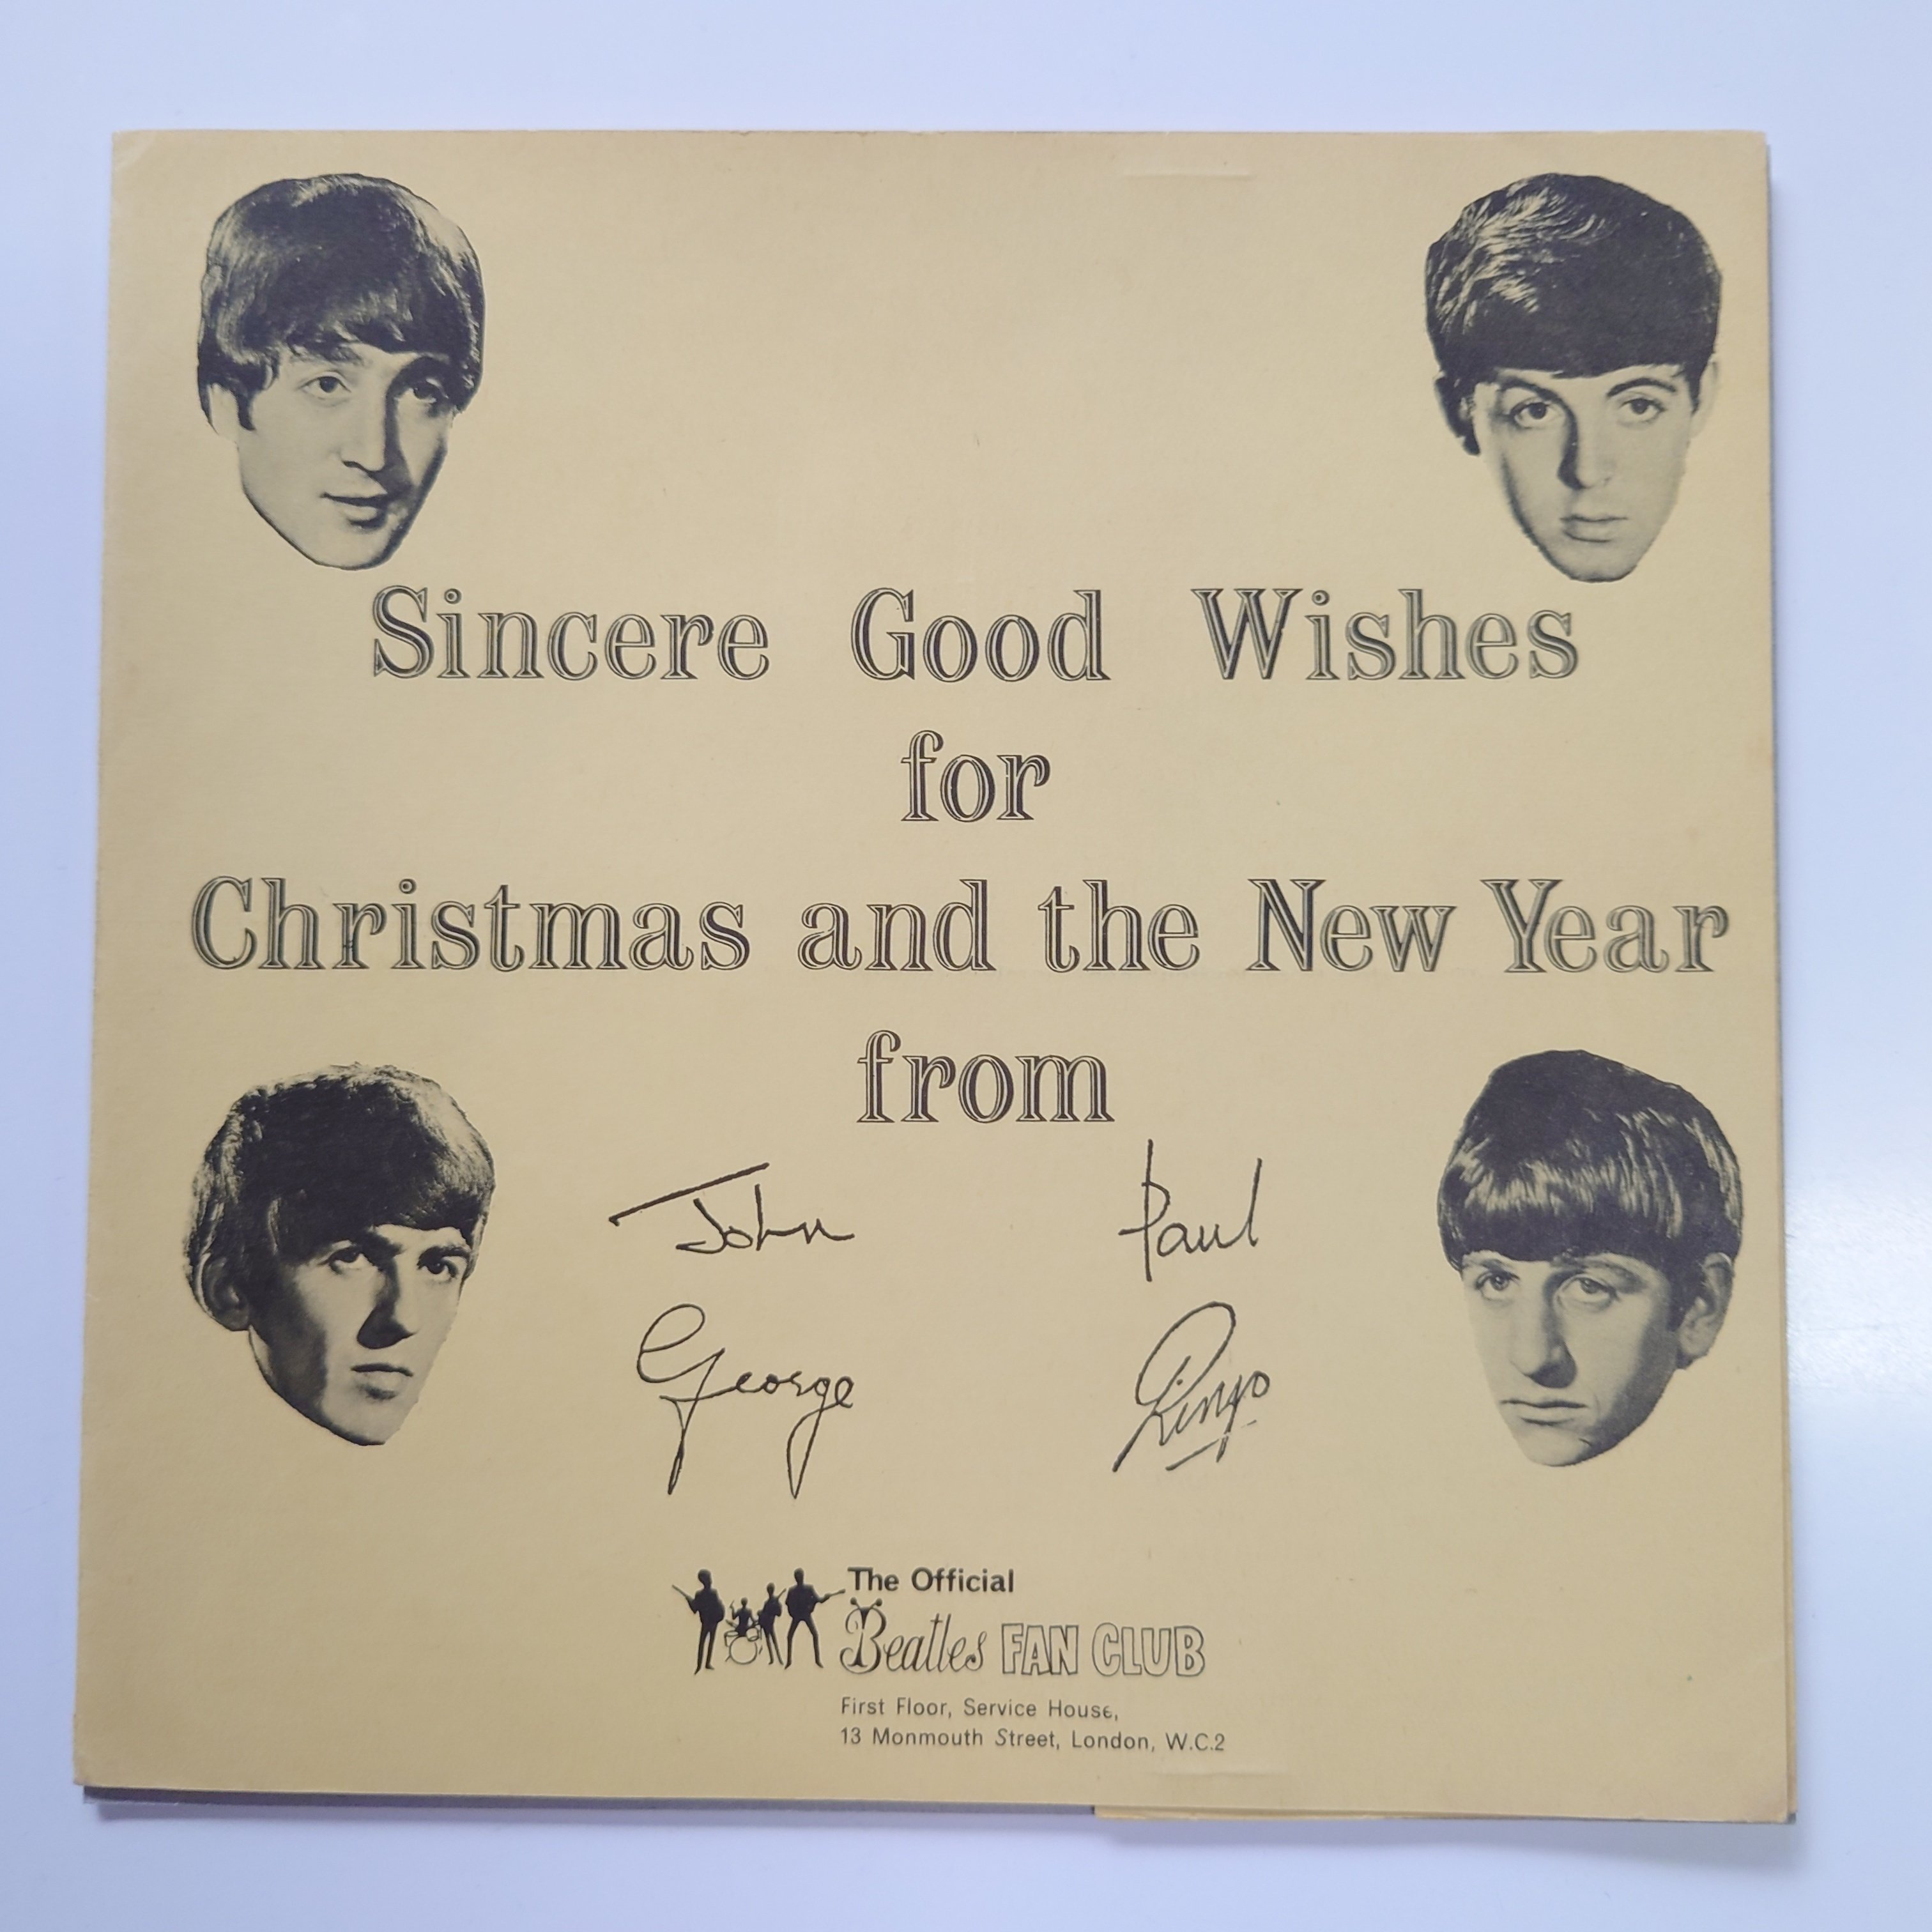 Sincere Good Wishes
for
Christmas and the New Year
from
John Paul
George Ringo
The Official
Beatles FAN CLUB
First Floor, Service House,
13 Monmouth Street, London, W.C.2